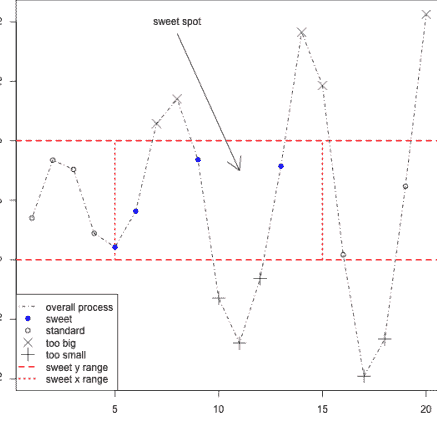 sweet spot
overall process
sweet
standard
too big
too small
sweet y range
sweet x range
5
10
15
20